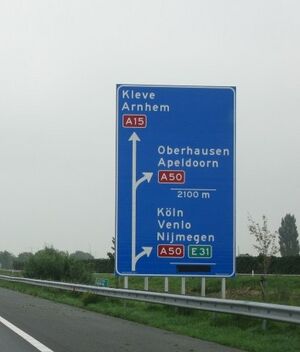 Kleve
Arnhem
A15
Oberhausen
Apeldoorn
A50
2100 m
Köln
Venlo
Nijmegen
A50 E31